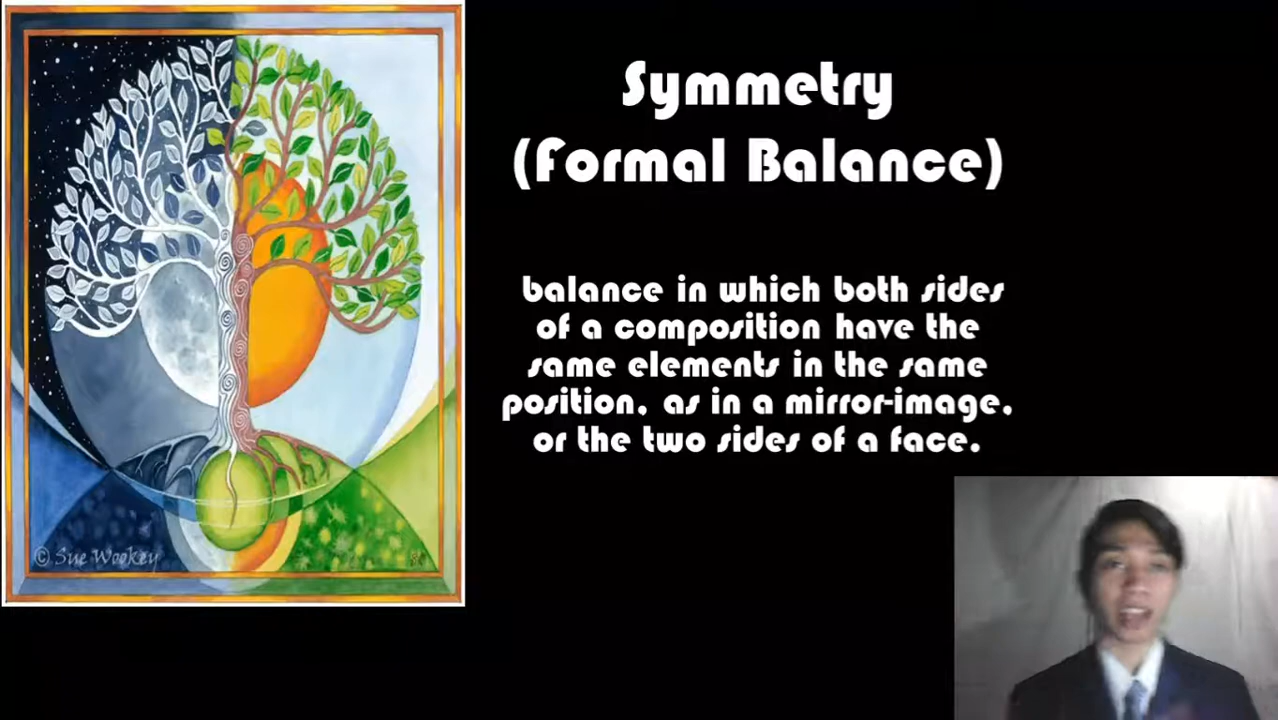 Symmetry
(Formal Balance)
balance in which both sides
of a composition have the
same elements in the same
position, as in a mirror-image,
or the two sides of a face.
© Sue Wookey